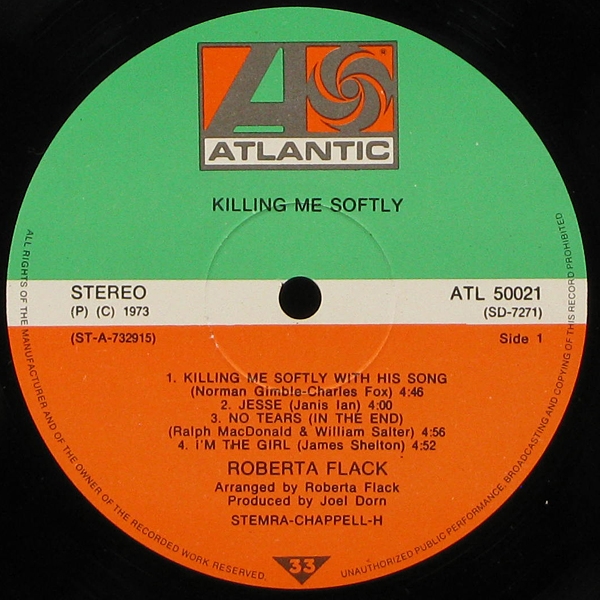 ®
ATLANTIC
KILLING ME SOFTLY
STEREO
(P) (C) 1973
ATL 50021
(SD-7271)
(ST-A-732915)
Side 1
1. KILLING ME SOFTLY WITH HIS SONG
(Norman Gimble-Charles Fox) 4:46
2. JESSE (Janis Ian) 4:00
3. NO TEARS (IN THE END)
(Ralph MacDonald & William Salter) 4:56
4. I'M THE GIRL (James Shelton) 4:52
ROBERTA FLACK
Arranged by Roberta Flack
Produced by Joel Dorn
STEMRA-CHAPPELL-H
33
ALL RIGHTS OF THE MANUFACTURER AND OF THE OWNER OF THE RECORDED WORK RESERVED.
UNAUTHORIZED PUBLIC PERFORMANCE, BROADCASTING AND COPYING OF THIS RECORD PROHIBITED